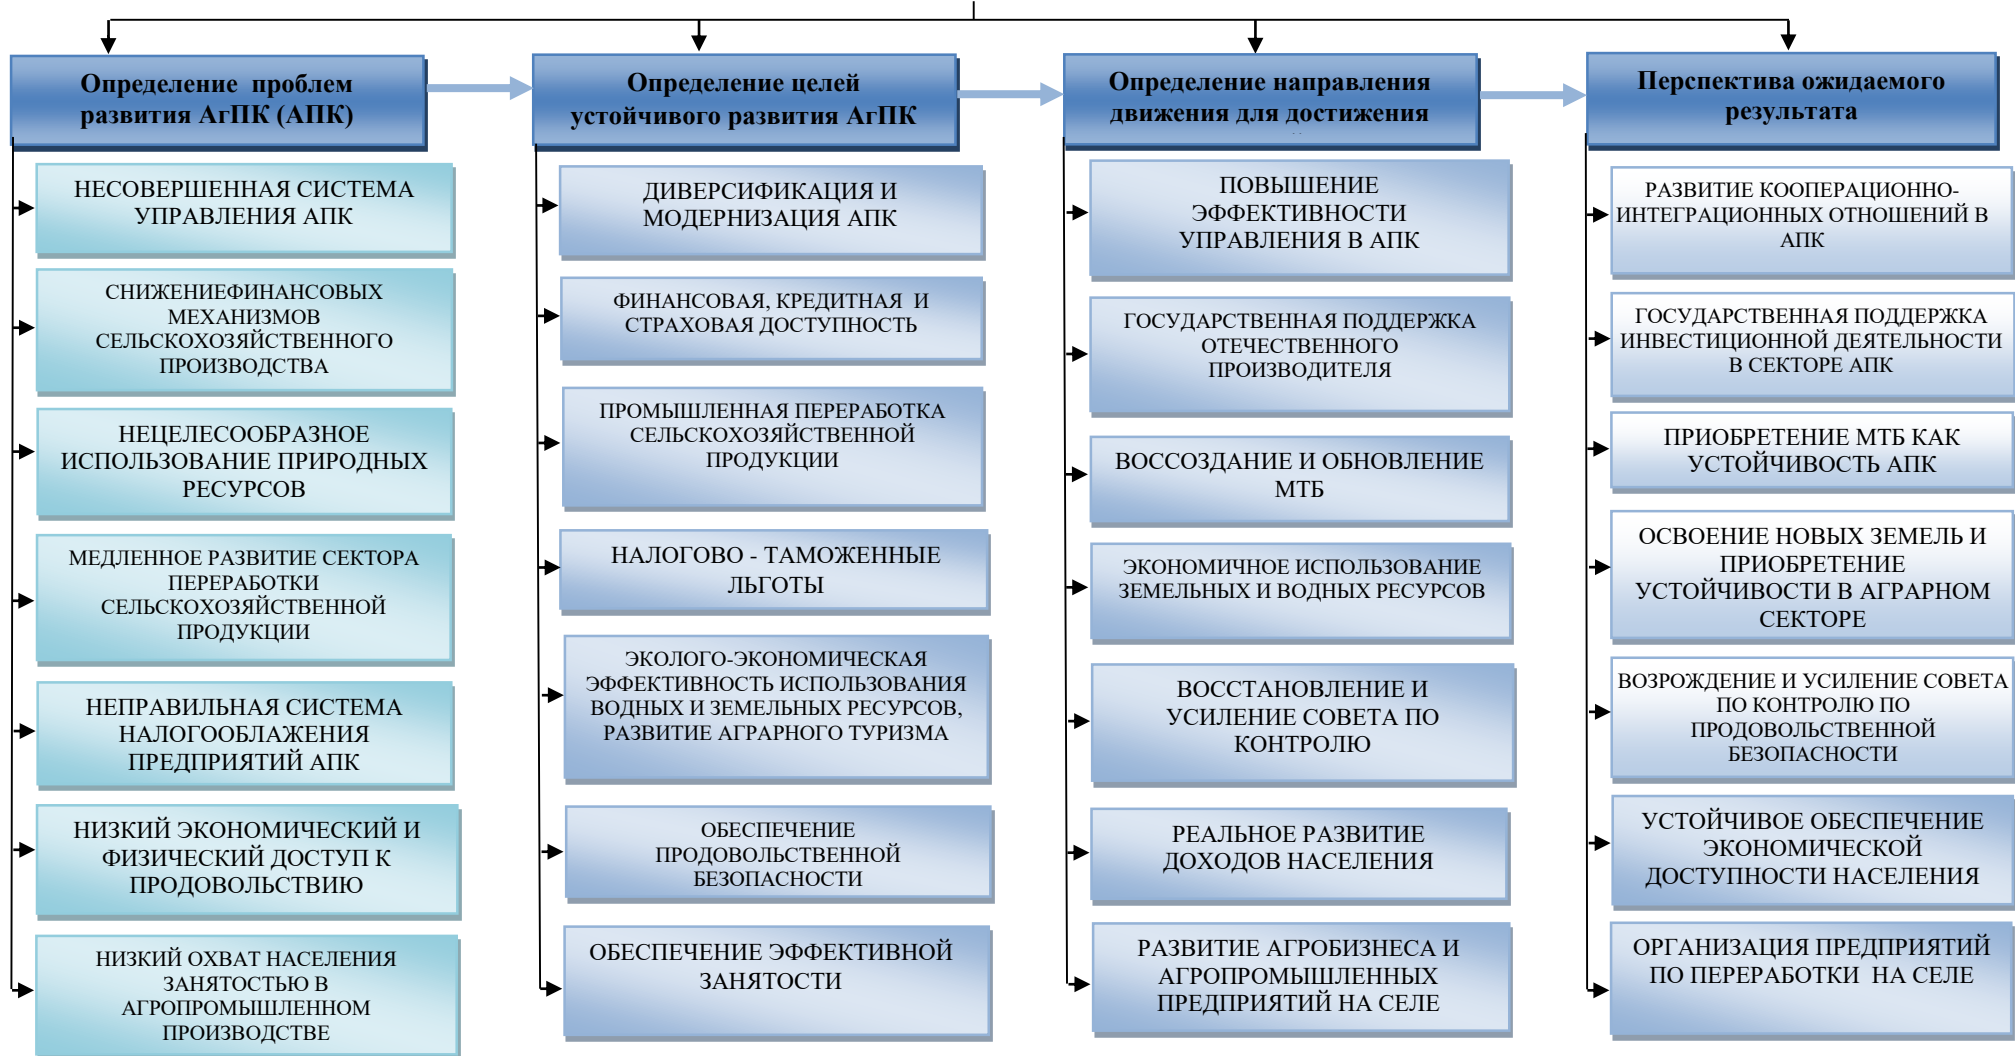 Определение проблем
развития АгПК (АПК)
НЕСОВЕРШЕННАЯ СИСТЕМА
УПРАВЛЕНИЯ АПК
СНИЖЕНИЕФИНАНСОВЫХ
МЕХАНИЗМОВ
СЕЛЬСКОХОЗЯЙСТВЕННОГО
ПРОИЗВОДСТВА
НЕЦЕЛЕСООБРАЗНОЕ
ИСПОЛЬЗОВАНИЕ ПРИРОДНЫХ
РЕСУРСОВ
МЕДЛЕННОЕ РАЗВИТИЕ СЕКТОРА
ПЕРЕРАБОТКИ
СЕЛЬСКОХОЗЯЙСТВЕННОЙ
ПРОДУКЦИИ
НЕПРАВИЛЬНАЯ СИСТЕМА
НАЛОГООБЛАЖЕНИЯ
ПРЕДПРИЯТИЙ АПК
НИЗКИЙ ЭКОНОМИЧЕСКИЙ И
ФИЗИЧЕСКИЙ ДОСТУП К
ПРОДОВОЛЬСТВИЮ
НИЗКИЙ ОХВАТ НАСЕЛЕНИЯ
ЗАНЯТОСТЬЮ В
АГРОПРОМЫШЛЕННОМ
ПРОИЗВОДСТВЕ
Определение целей
устойчивого развития АгПК
ДИВЕРСИФИКАЦИЯ И
МОДЕРНИЗАЦИЯ АПК
ФИНАНСОВАЯ, КРЕДИТНАЯ И
СТРАХОВАЯ ДОСТУПНОСТЬ
ПРОМЫШЛЕННАЯ ПЕРЕРАБОТКА
СЕЛЬСКОХОЗЯЙСТВЕННОЙ
ПРОДУКЦИИ
НАЛОГОВО - ТАМОЖЕННЫЕ
ЛЬГОТЫ
ЭКОЛОГО-ЭКОНОМИЧЕСКАЯ
ЭФФЕКТИВНОСТЬ ИСПОЛЬЗОВАНИЯ
ВОДНЫХ И ЗЕМЕЛЬНЫХ РЕСУРСОВ,
РАЗВИТИЕ АГРАРНОГО ТУРИЗМА
ОБЕСПЕЧЕНИЕ
ПРОДОВОЛЬСТВЕННОЙ
БЕЗОПАСНОСТИ
ОБЕСПЕЧЕНИЕ ЭФФЕКТИВНОЙ
ЗАНЯТОСТИ
Определение направления
движения для достижения
ПОВЫШЕНИЕ
ЭФФЕКТИВНОСТИ
УПРАВЛЕНИЯ В АПК
ГОСУДАРСТВЕННАЯ ПОДДЕРЖКА
ОТЕЧЕСТВЕННОГО
ПРОИЗВОДИТЕЛЯ
ВОССОЗДАНИЕ И ОБНОВЛЕНИЕ
МТБ
ЭКОНОМИЧНОЕ ИСПОЛЬЗОВАНИЕ
ЗЕМЕЛЬНЫХ И ВОДНЫХ РЕСУРСОВ
ВОССТАНОВЛЕНИЕ И
УСИЛЕНИЕ СОВЕТА ПО
КОНТРОЛЮ
РЕАЛЬНОЕ РАЗВИТИЕ
ДОХОДОВ НАСЕЛЕНИЯ
РАЗВИТИЕ АГРОБИЗНЕСА И
АГРОПРОМЫШЛЕННЫХ
ПРЕДПРИЯТИЙ НА СЕЛЕ
Перспектива ожидаемого
результата
РАЗВИТИЕ КООПЕРАЦИОННО-
ИНТЕГРАЦИОННЫХ ОТНОШЕНИЙ В
АПК
ГОСУДАРСТВЕННАЯ ПОДДЕРЖКА
ИНВЕСТИЦИОННОЙ ДЕЯТЕЛЬНОСТИ
В СЕКТОРЕ АПК
ПРИОБРЕТЕНИЕ МТБ КАК
УСТОЙЧИВОСТЬ АПК
ОСВОЕНИЕ НОВЫХ ЗЕМЕЛЬ И
ПРИОБРЕТЕНИЕ
УСТОЙЧИВОСТИ В АГРАРНОМ
СЕКТОРЕ
ВОЗРОЖДЕНИЕ И УСИЛЕНИЕ СОВЕТА
ПО КОНТРОЛЮ ПО
ПРОДОВОЛЬСТВЕННОЙ
БЕЗОПАСНОСТИ
УСТОЙЧИВОЕ ОБЕСПЕЧЕНИЕ
ЭКОНОМИЧЕСКОЙ
ДОСТУПНОСТИ НАСЕЛЕНИЯ
ОРГАНИЗАЦИЯ ПРЕДПРИЯТИЙ
ПО ПЕРЕРАБОТКИ НА СЕЛЕ